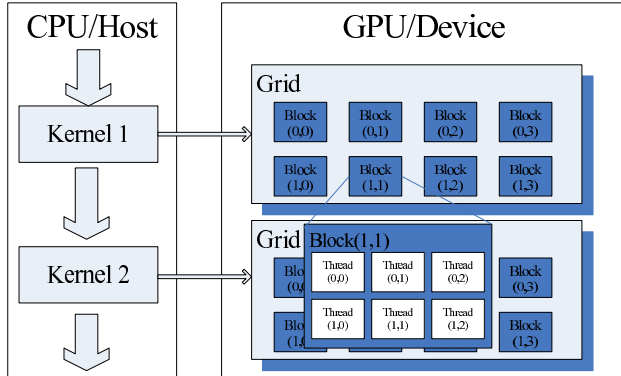 CPU/Host
GPU/Device
Grid
Block Block Block Block
(0,0) (0,1) (0,2) (0,3)
Kernel 1
Block Block Block Block
(1,0) (1,1) (1,2) (1,3)
Grid
Block(1,1)
Kernel 2
Thread Thread Thread
(0,0) (0,1) (0,2)
Block
(0,3)
Thread Thread Thread
(1,0) (1,1) (1,2)
Block
(1,3)